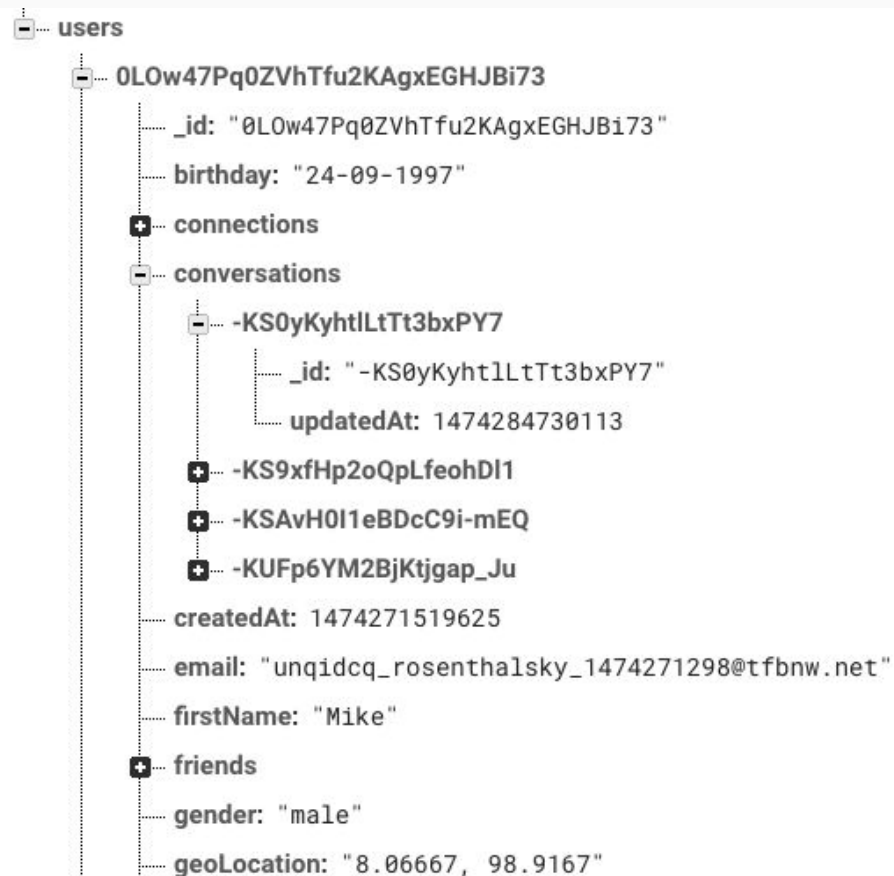 users
0LOw47Pq0ZVhTfu2KAgxEGHJBi73
_id: "0LOw47Pq0ZVhTfu2KAgxEGHJBi73"
birthday: "24-09-1997"
connections
conversations
-KS0yKyhtlLtTt3bxPY7
_id: "-KS0yKyhtlLtTt3bxPY7"
updatedAt: 1474284730113
-KS9xfHp2oQpLfeohDl1
-KSAvH0I1eBDcC9i-mEQ
-KUFp6YM2BjKtjgap_Ju
createdAt: 1474271519625
email: "unqidcq_rosenthalsky_1474271298@tfbnw.net"
firstName: "Mike"
friends
gender: "male"
geoLocation: "8.06667, 98.9167"